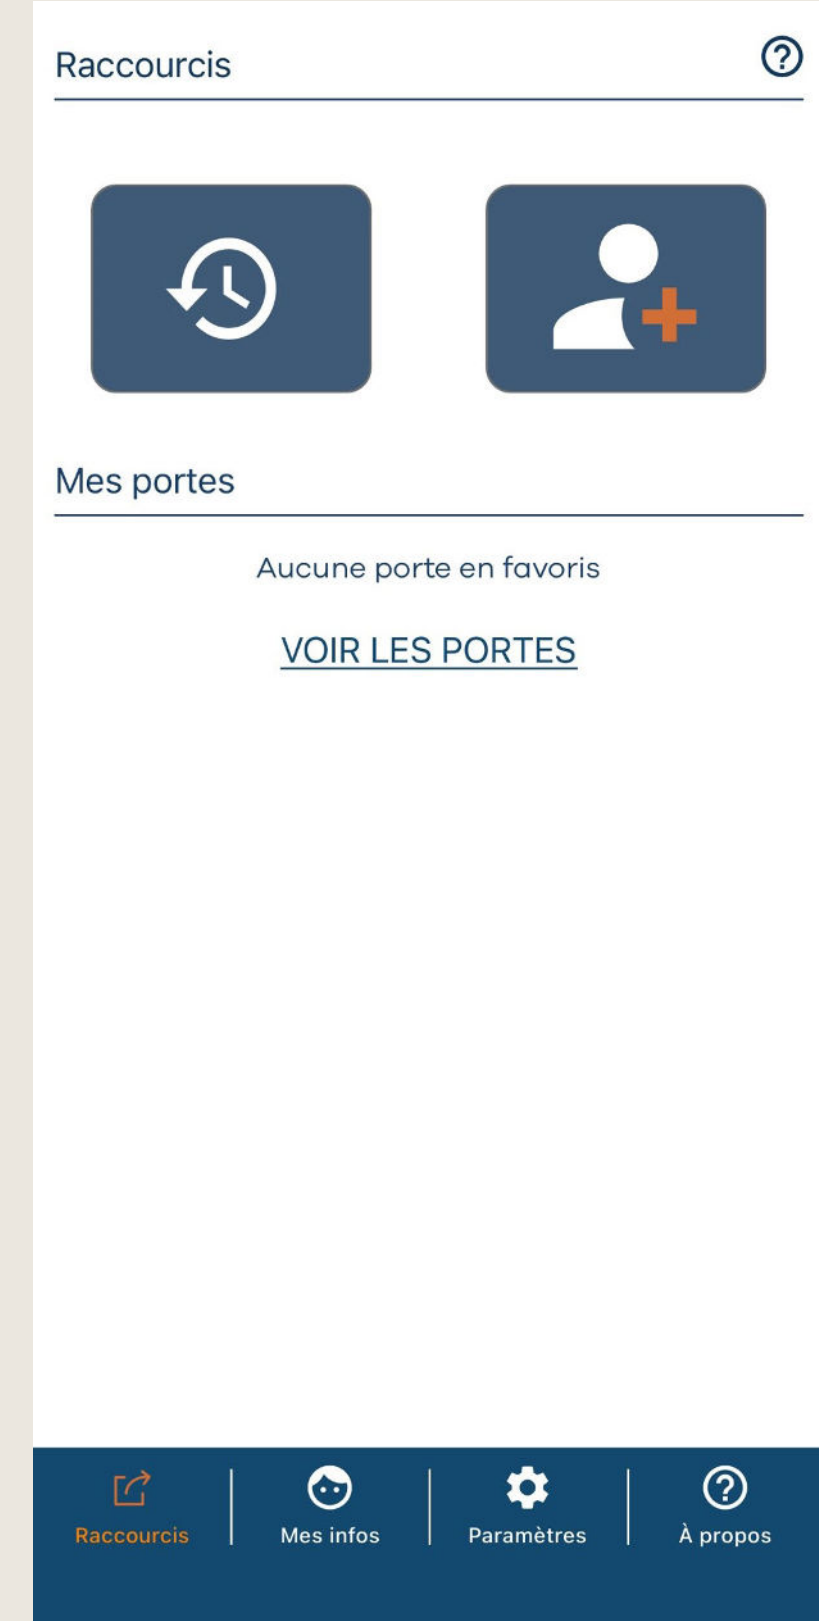 Raccourcis
Mes portes
Aucune porte en favoris
VOIR LES PORTES
Raccourcis
Mes infos
Paramètres
À propos